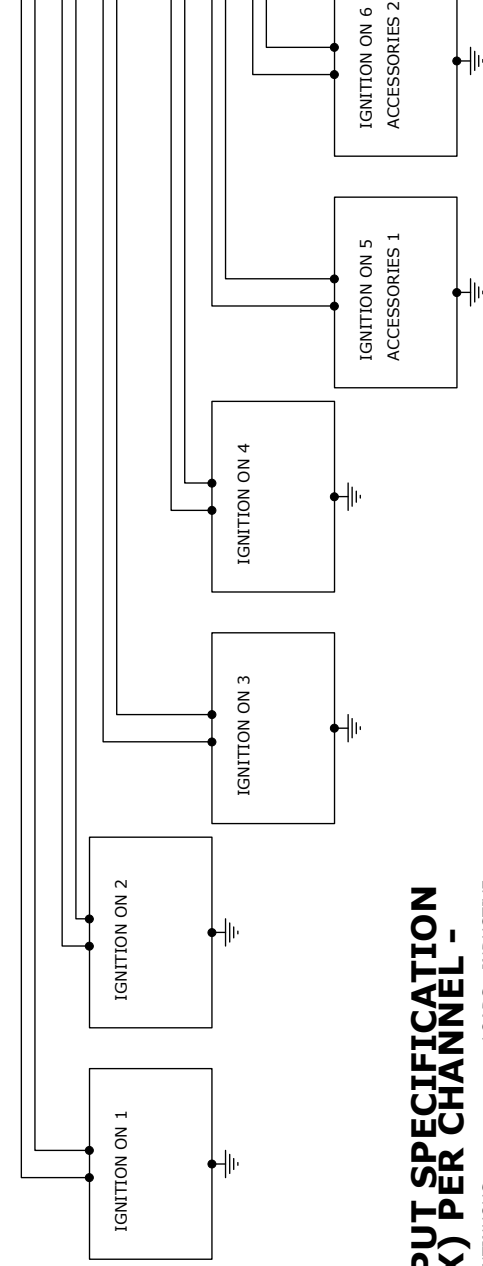 IGNITION ON 1
IGNITION ON 2
IGNITION ON 3
IGNITION ON 4
IGNITION ON 5
ACCESSORIES 1
IGNITION ON 6
ACCESSORIES 2
SPECIFICATION
PER CHANNEL -